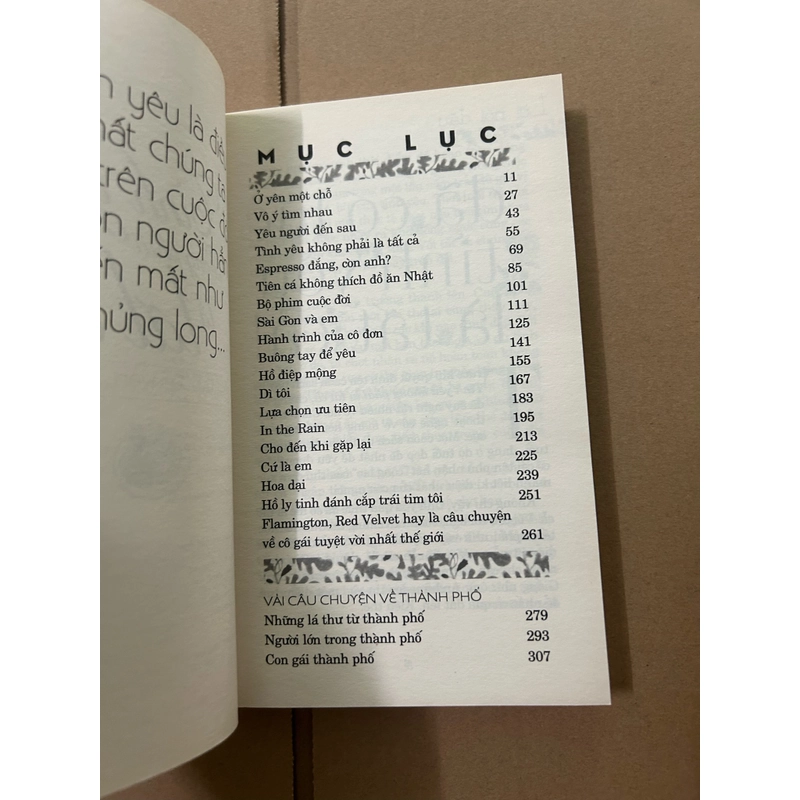 yêu là
chúng ta
trên cuộc
người
mất như
khủng long...
MỤC LỤC
Ở yên một chỗ 11
Vô ý tìm nhau 27
Yêu người đến sau 43
Tình yêu không phải là tất cả 55
Espresso đắng, còn anh? 69
Tiên cá không thích đồ ăn Nhật 85
Bộ phim cuộc đời 101
Sài Gòn và em 111
Hành trình của cô đơn 125
Buông tay để yêu 141
Hồ điệp mộng 155
Dì tôi 167
Lựa chọn ưu tiên 183
In the Rain 195
Cho đến khi gặp lại 213
Cứ là em 225
Hoa dại 239
Hồ ly tinh đánh cắp trái tim tôi 251
Flamington, Red Velvet hay là câu chuyện
về cô gái tuyệt vời nhất thế giới 261
VÀI CÂU CHUYỆN VỀ THÀNH PHỐ
Những lá thư từ thành phố 279
Người lớn trong thành phố 293
Con gái thành phố 307